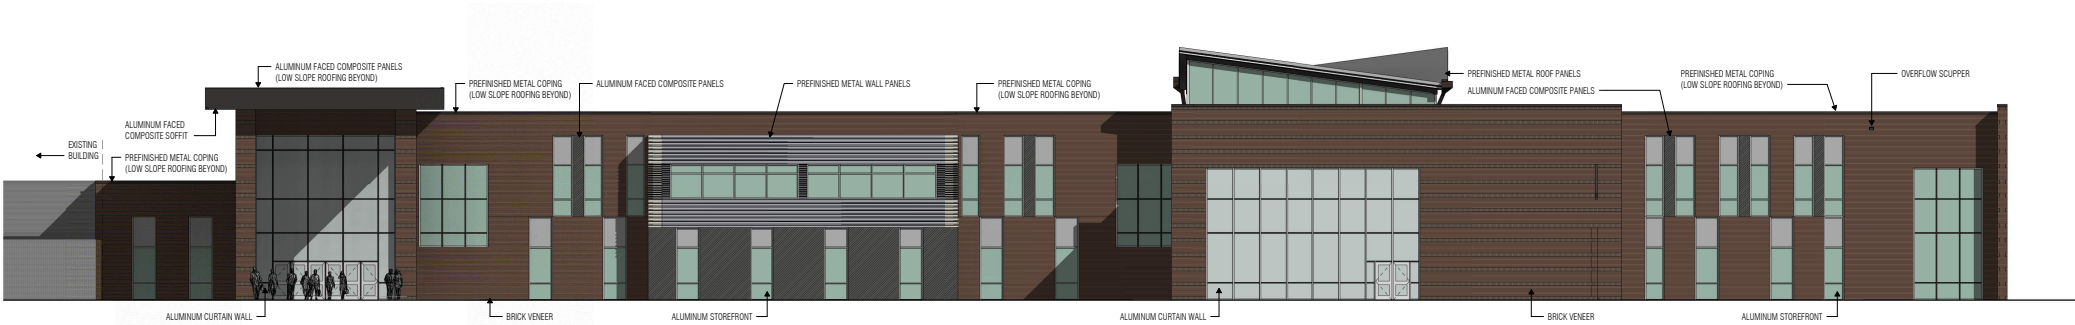 ALUMINUM FACED COMPOSITE PANELS
(LOW SLOPE ROOFING BEYOND)
PREFINISHED METAL COPING
(LOW SLOPE ROOFING BEYOND)
ALUMINUM FACED COMPOSITE PANELS
PREFINISHED METAL WALL PANELS
PREFINISHED METAL COPING
(LOW SLOPE ROOFING BEYOND)
PREFINISHED METAL ROOF PANELS
ALUMINUM FACED COMPOSITE PANELS
PREFINISHED METAL COPING
(LOW SLOPE ROOFING BEYOND)
OVERFLOW SCUPPER
ALUMINUM FACED
COMPOSITE SOFFIT
EXISTING
BUILDING
PREFINISHED METAL COPING
(LOW SLOPE ROOFING BEYOND)
ALUMINUM CURTAIN WALL
BRICK VENEER
ALUMINUM STOREFRONT
ALUMINUM CURTAIN WALL
BRICK VENEER
ALUMINUM STOREFRONT